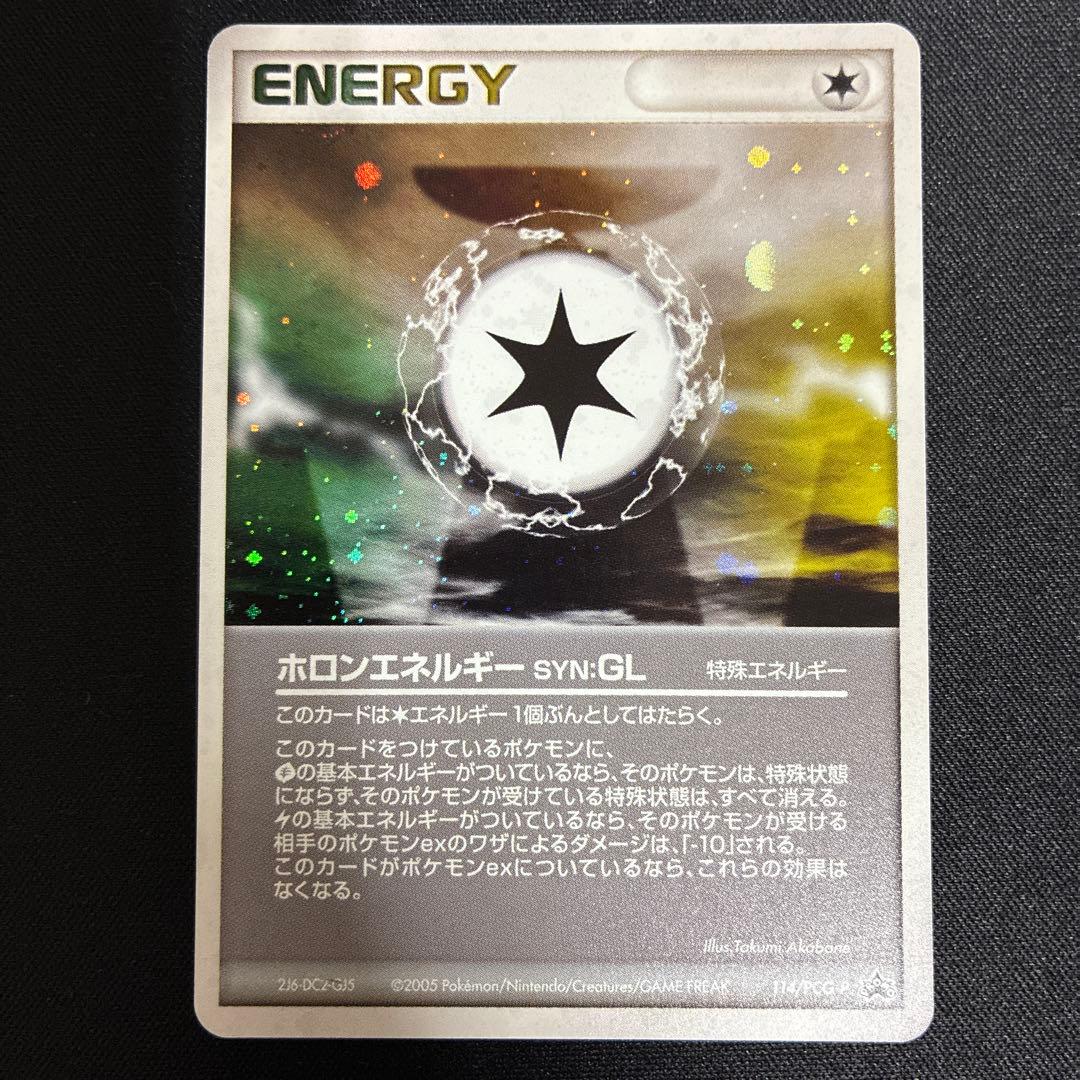 ENERGY
ホロンエネルギー SYN:GL 特殊エネルギー
このカードは✶エネルギー1個ぶんとしてはたらく。
このカードをつけているポケモンに、
の基本エネルギーがついているなら、そのポケモンは、特殊状態
にならず、そのポケモンが受けている特殊状態は、すべて消える。
の基本エネルギーがついているなら、そのポケモンが受ける
相手のポケモンexのワザによるダメージは、「-10」される。
このカードがポケモンexについているなら、これらの効果は
なくなる。
Illus.Takumi Akabane
2J6-DC2-GJ5 ©2005 Pokémon/Nintendo/Creatures/GAME FREAK 114/PCG-P